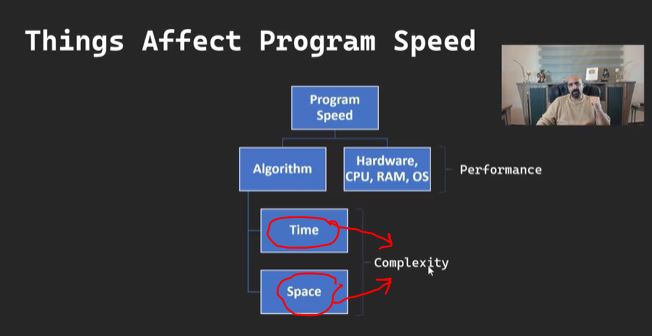 Things Affect Program Speed
Program
Speed
Algorithm
Hardware,
CPU, RAM, OS
Performance
Time
Complexity
Space